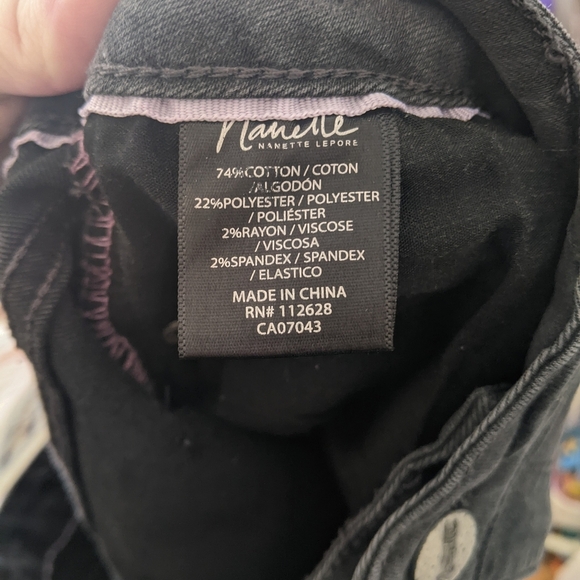 Nanette
NANETTE LEPORE
74%COTTON / COTON
/ALGODÓN
22%POLYESTER / POLYESTER
/ POLIÉSTER
2%RAYON / VISCOSE
/ VISCOSA
2%SPANDEX / SPANDEX
/ ELASTICO
MADE IN CHINA
RN# 112628
CA07043